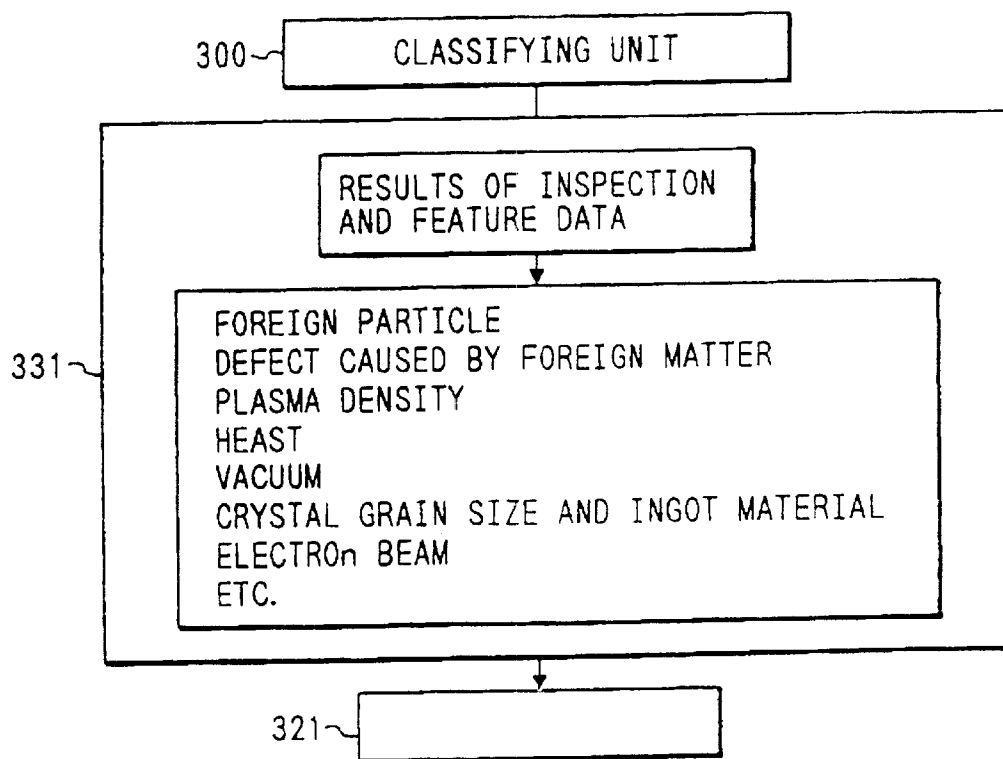 300
CLASSIFYING UNIT
RESULTS OF INSPECTION
AND FEATURE DATA
331
FOREIGN PARTICLE
DEFECT CAUSED BY FOREIGN MATTER
PLASMA DENSITY
HEAST
VACUUM
CRYSTAL GRAIN SIZE AND INGOT MATERIAL
ELECTROn BEAM
ETC.
321